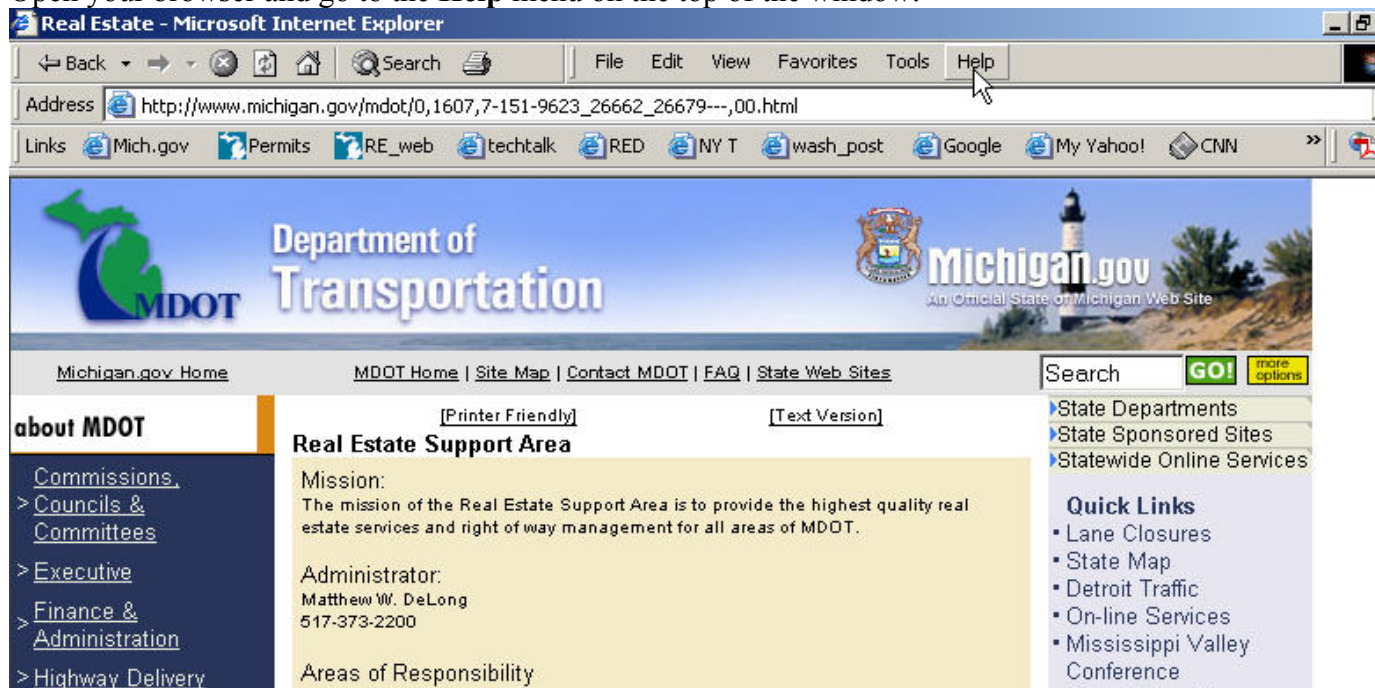 Open your browser and go to the Help menu on the top of the window.
Real Estate - Microsoft Internet Explorer
Back Search File Edit View Favorites Tools Help
Address http://www.michigan.gov/mdot/0,1607,7-151-9623_26662_26679---,00.html
Links Mich.gov Permits RE_web techtalk RED NY T wash_post Google My Yahoo! CNN »
MDOT
Department of
Transportation
Michigan.gov
An Official State of Michigan Web Site
Michigan.gov Home MDOT Home | Site Map | Contact MDOT | FAQ | State Web Sites Search GO! more options
about MDOT
> Commissions,
Councils &
Committees
> Executive
> Finance &
Administration
> Highway Delivery
[Printer Friendly] [Text Version]
Real Estate Support Area
Mission:
The mission of the Real Estate Support Area is to provide the highest quality real
estate services and right of way management for all areas of MDOT.
Administrator:
Matthew W. DeLong
517-373-2200
Areas of Responsibility
State Departments
State Sponsored Sites
Statewide Online Services
Quick Links
▪ Lane Closures
▪ State Map
▪ Detroit Traffic
▪ On-line Services
▪ Mississippi Valley
Conference